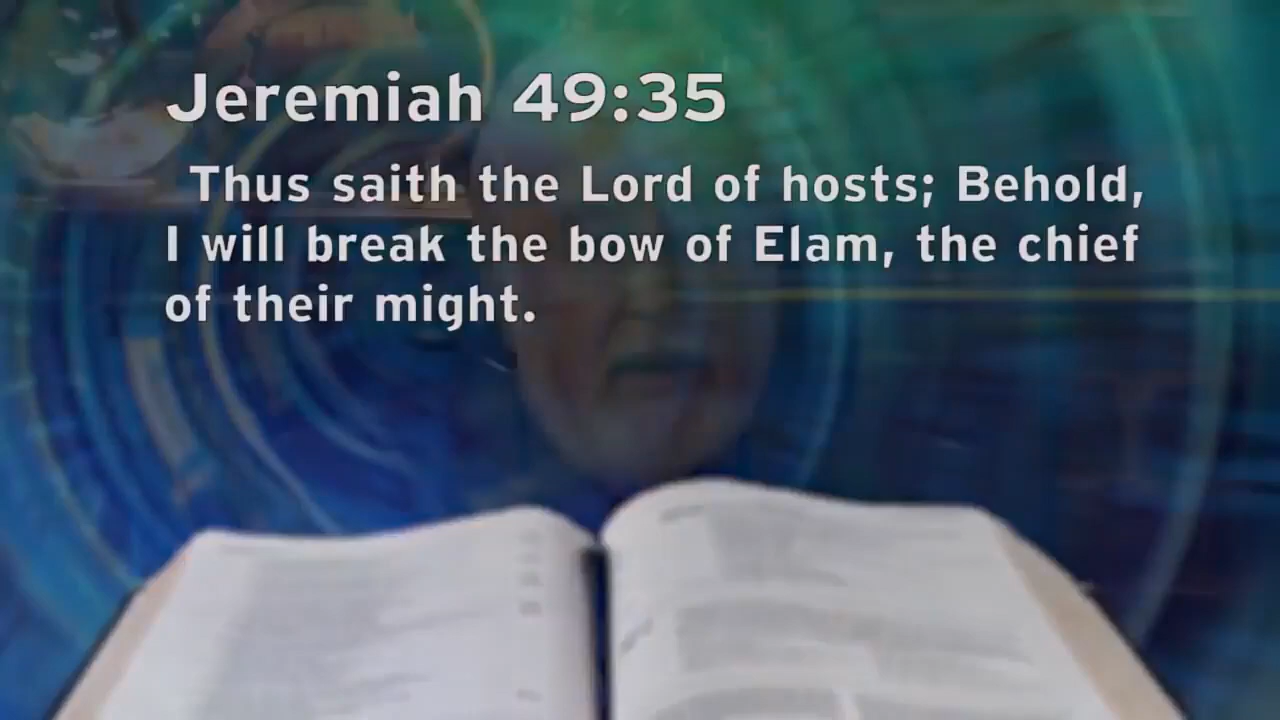 Jeremiah 49:35
Thus saith the Lord of hosts; Behold,
I will break the bow of Elam, the chief
of their might.